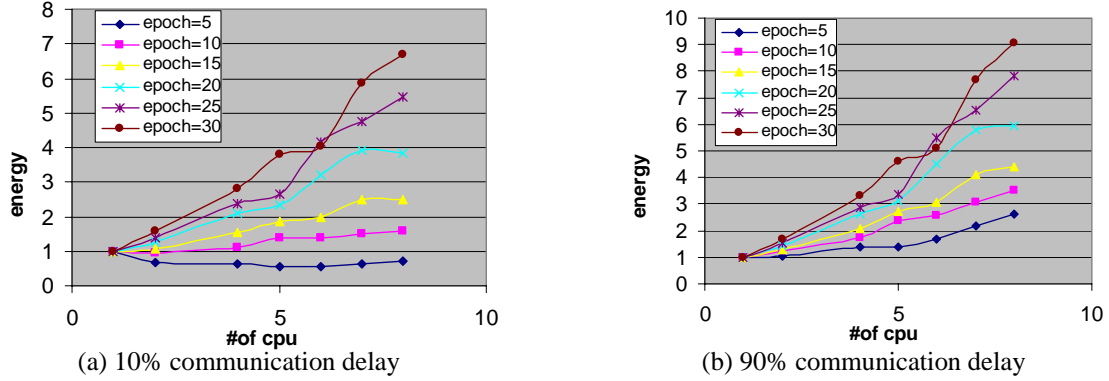 8
7
6
5
4
3
2
1
0
energy
epoch=5
epoch=10
epoch=15
epoch=20
epoch=25
epoch=30
0
5
10
#of cpu
(a) 10% communication delay
10
9
8
7
6
5
4
3
2
1
0
energy
epoch=5
epoch=10
epoch=15
epoch=20
epoch=25
epoch=30
0
5
10
#of cpu
(b) 90% communication delay